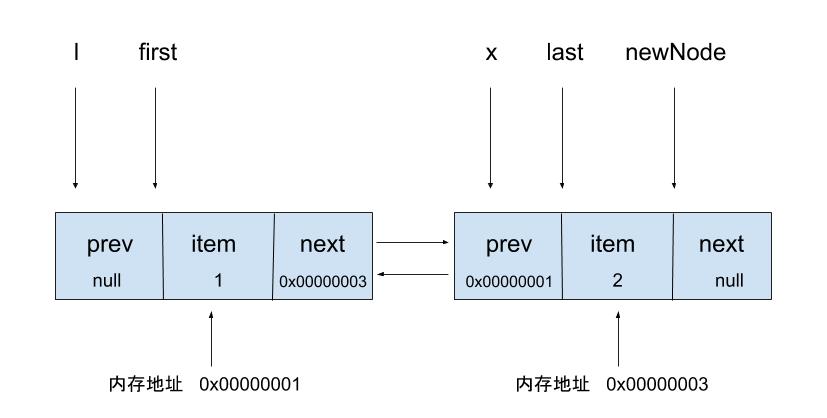 l first x last newNode
prev item next prev item next
null 1 0x00000003 0x00000001 2 null
内存地址 0x00000001 内存地址 0x00000003